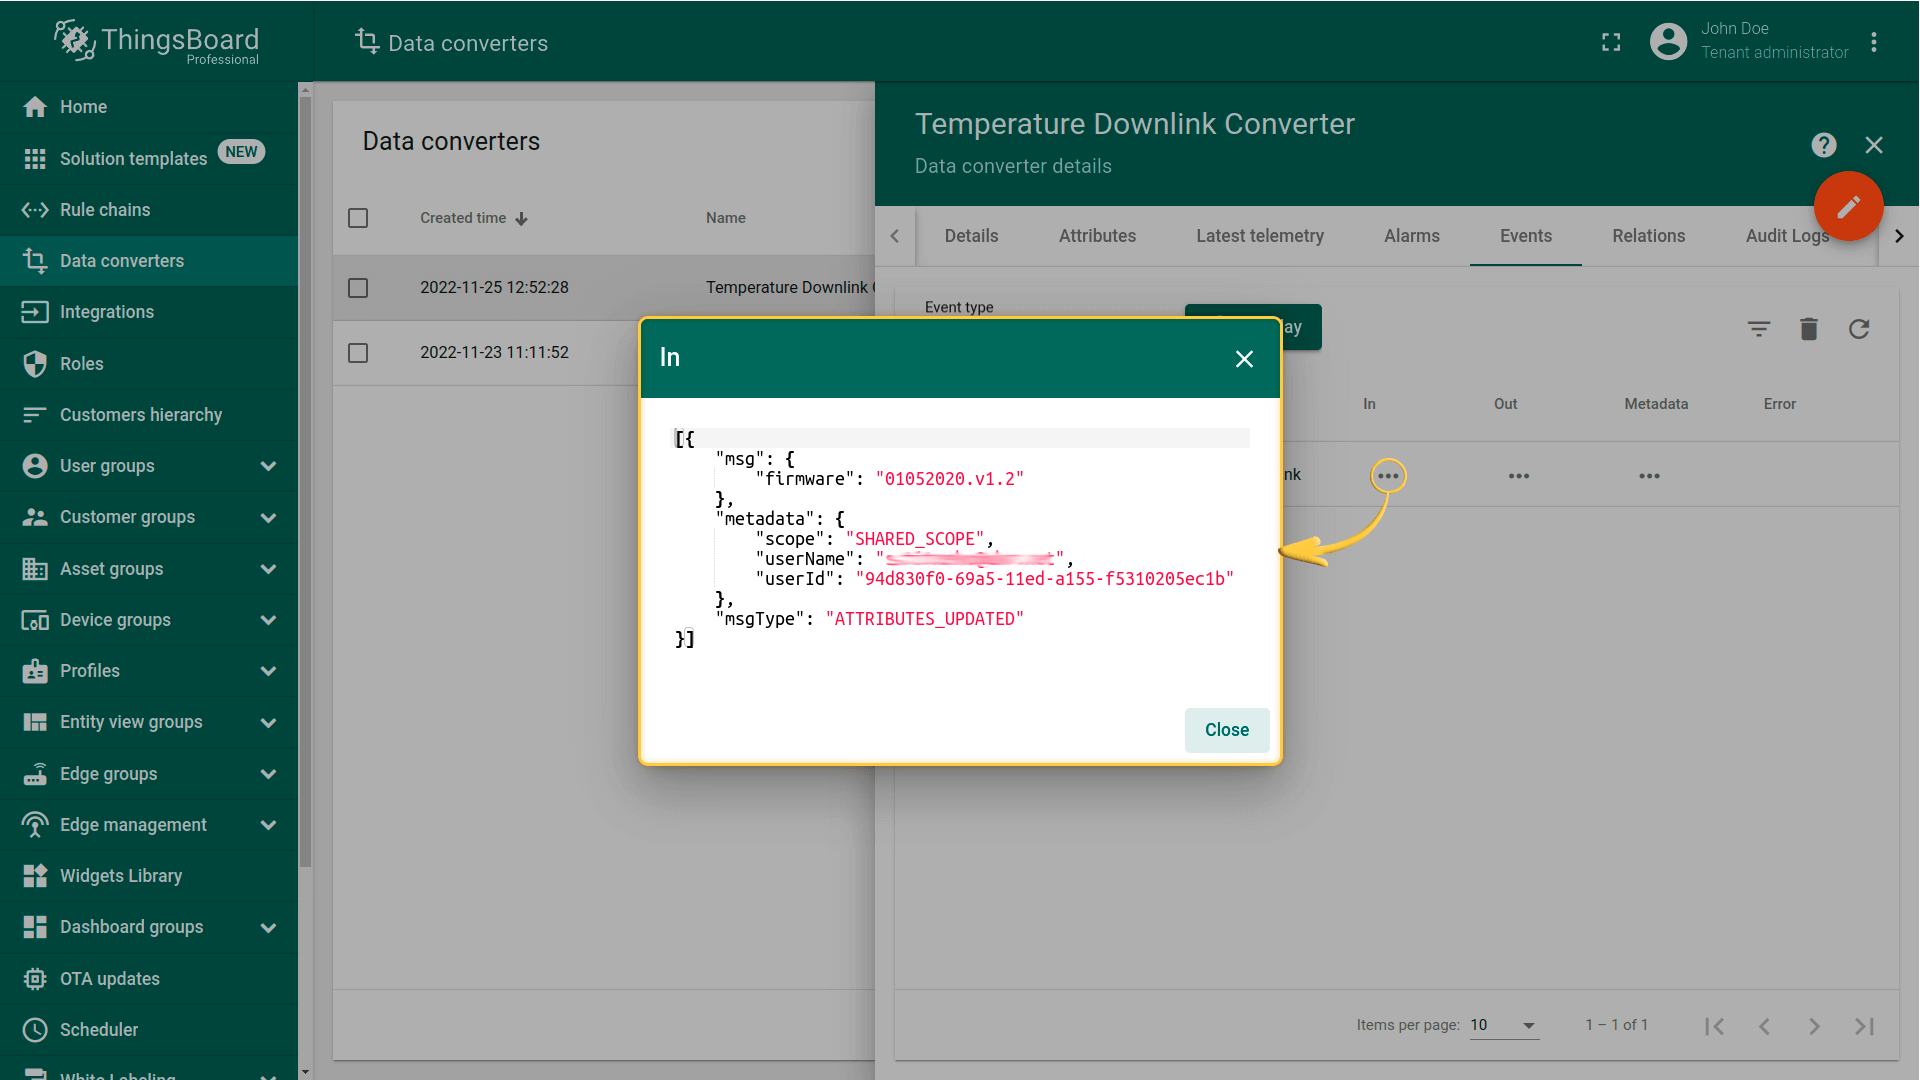 ThingsBoard
Professional
Data converters
John Doe
Tenant administrator
Home
Solution templates NEW
Rule chains
Data converters
Integrations
Roles
Customers hierarchy
User groups
Customer groups
Asset groups
Device groups
Profiles
Entity view groups
Edge groups
Edge management
Widgets Library
Dashboard groups
OTA updates
Scheduler
White Labeling
Data converters
Created time Name
2022-11-25 12:52:28 Temperature Downlink
2022-11-23 11:11:52
Temperature Downlink Converter
Data converter details
Details Attributes Latest telemetry Alarms Events Relations Audit Logs
Event type
ay
In Out Metadata Error
nk
In
[{
"msg": {
"firmware": "01052020.v1.2"
},
"metadata": {
"scope": "SHARED_SCOPE",
"userName": " ",
"userId": "94d830f0-69a5-11ed-a155-f5310205ec1b"
},
"msgType": "ATTRIBUTES_UPDATED"
}]
Close
Items per page: 10 1 – 1 of 1